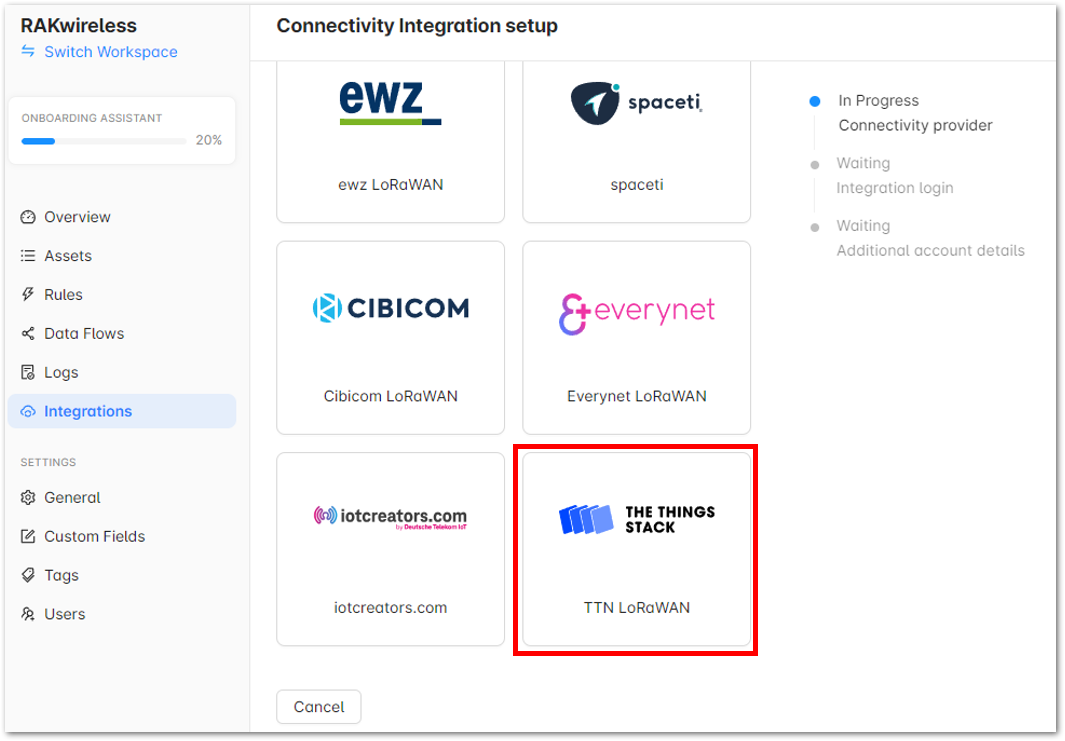 RAKwireless
Switch Workspace
ONBOARDING ASSISTANT
20%
Overview
Assets
Rules
Data Flows
Logs
Integrations
SETTINGS
General
Custom Fields
Tags
Users
Connectivity Integration setup
ewz
ewz LoRaWAN
spaceti
spaceti
CIBICOM
Cibicom LoRaWAN
everynet
Everynet LoRaWAN
iotcreators.com
by Deutsche Telekom IoT
iotcreators.com
THE THINGS
STACK
TTN LoRaWAN
Cancel
In Progress
Connectivity provider
Waiting
Integration login
Waiting
Additional account details